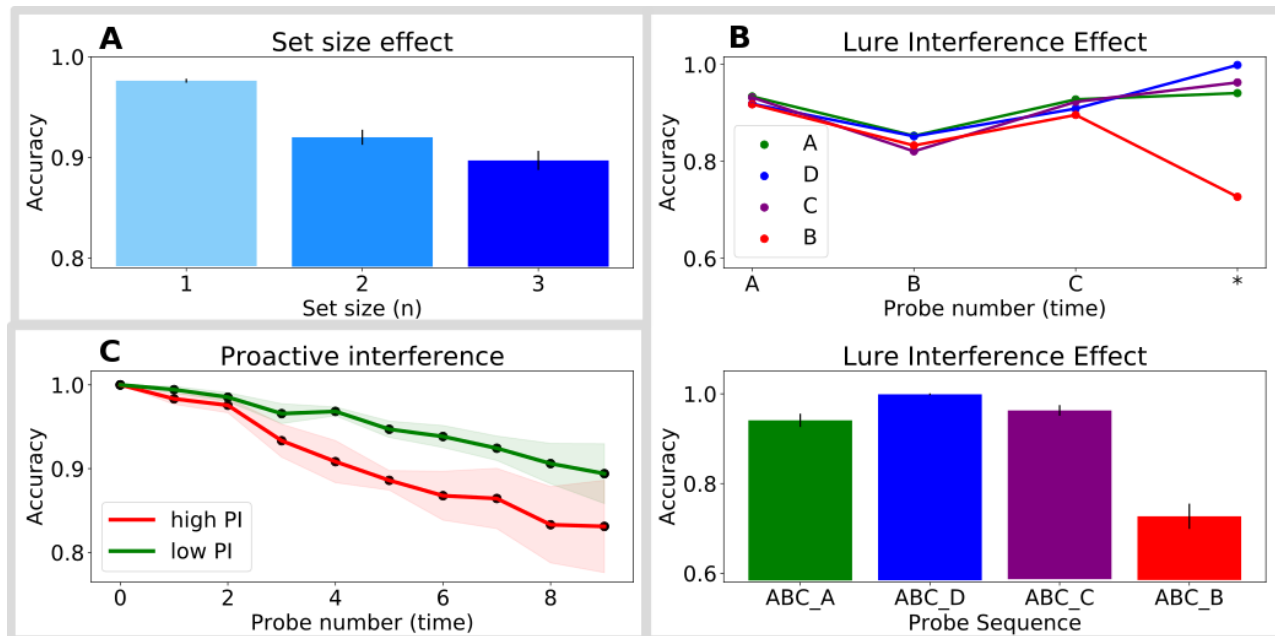 A
Set size effect
1.0
0.9
0.8
Accuracy
1 2 3
Set size (n)
B
Lure Interference Effect
1.0
0.8
0.6
Accuracy
A
D
C
B
A B C *
Probe number (time)
C
Proactive interference
1.0
0.9
0.8
Accuracy
high PI
low PI
0 2 4 6 8
Probe number (time)
Lure Interference Effect
1.0
0.8
0.6
Accuracy
ABC_A ABC_D ABC_C ABC_B
Probe Sequence